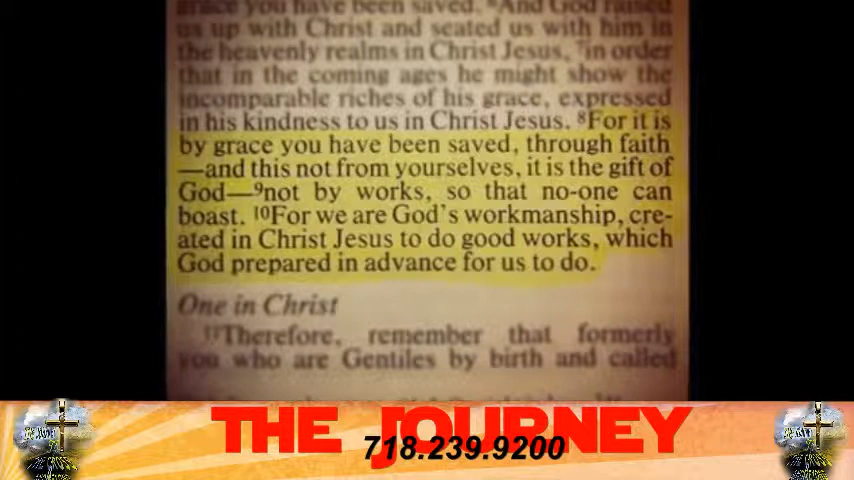 grace you have been saved. ⁶And God raised
us up with Christ and seated us with him in
the heavenly realms in Christ Jesus, ⁷in order
that in the coming ages he might show the
incomparable riches of his grace, expressed
in his kindness to us in Christ Jesus. ⁸For it is
by grace you have been saved, through faith
—and this not from yourselves, it is the gift of
God—⁹not by works, so that no-one can
boast. ¹⁰For we are God's workmanship, cre-
ated in Christ Jesus to do good works, which
God prepared in advance for us to do.
One in Christ
¹¹Therefore, remember that formerly
you who are Gentiles by birth and called
THE JOURNEY
718.239.9200